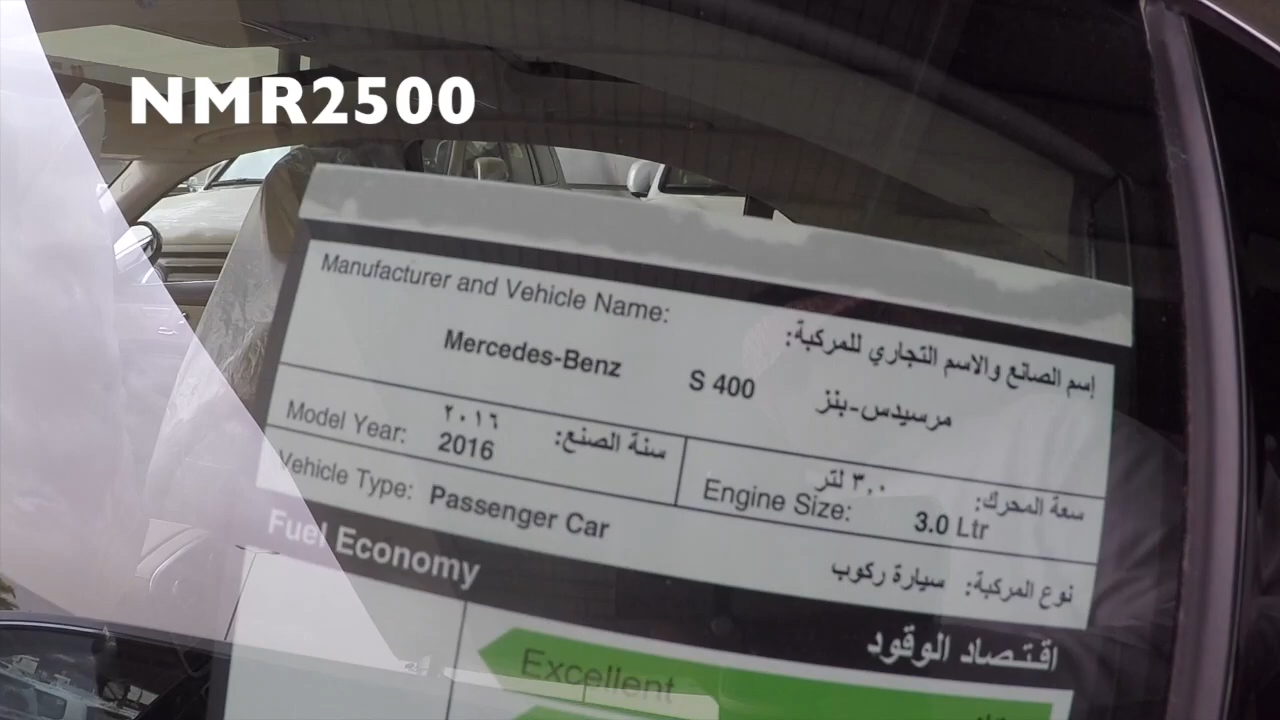 NMR2500
Manufacturer and Vehicle Name:
إسم الصانع والاسم التجاري للمركبة:
Mercedes-Benz S 400 مرسيدس-بنز
٢٠١٦
Model Year: 2016 سنة الصنع:
٣,٠ لتر
Engine Size: 3.0 Ltr سعة المحرك:
Vehicle Type: Passenger Car
نوع المركبة: سيارة ركوب
Fuel Economy
اقتصاد الوقود
Excellent